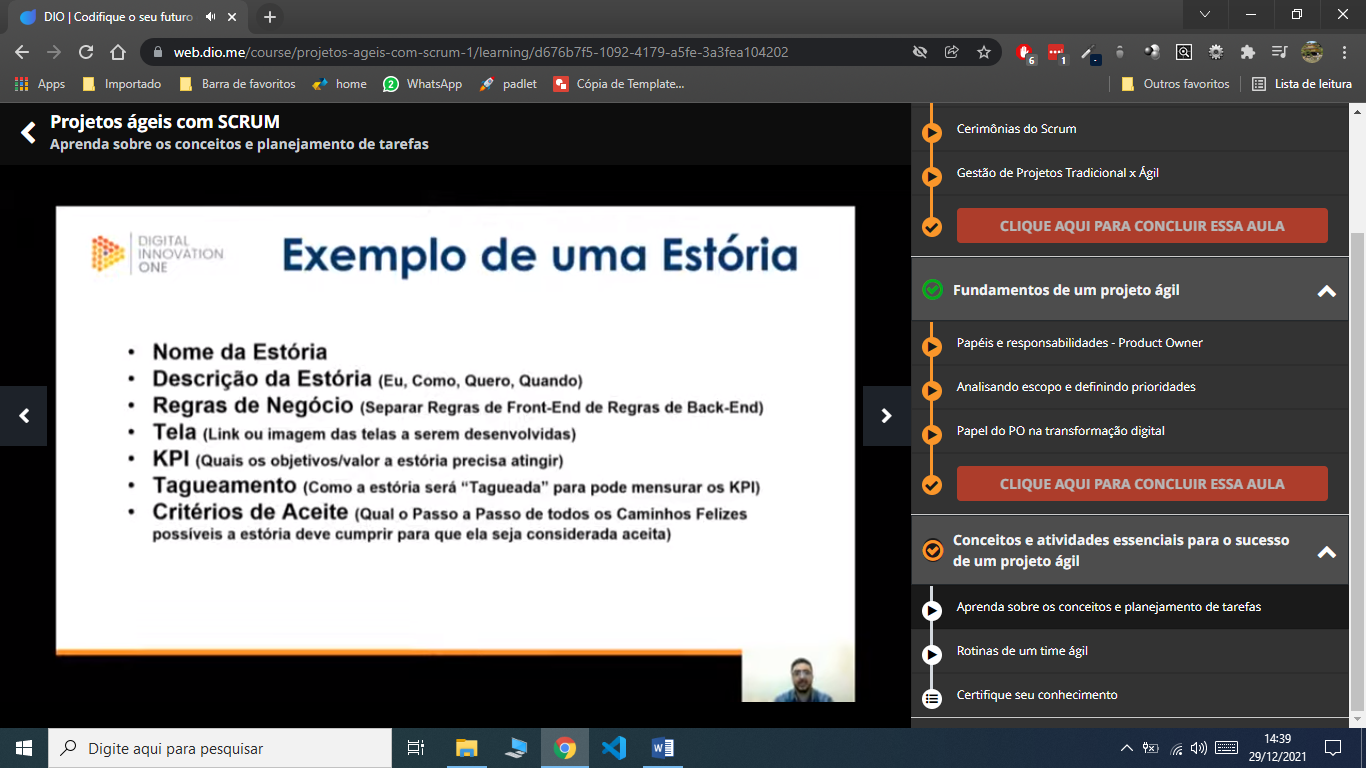 DIO | Codifique o seu futuro
web.dio.me/course/projetos-ageis-com-scrum-1/learning/d676b7f5-1092-4179-a5fe-3a3fea104202
6
1
Apps
Importado
Barra de favoritos
home
2
WhatsApp
padlet
Cópia de Template...
Outros favoritos
Lista de leitura
Projetos ágeis com SCRUM
Aprenda sobre os conceitos e planejamento de tarefas
DIGITAL
INNOVATION
ONE
Exemplo de uma Estória
• Nome da Estória
• Descrição da Estória (Eu, Como, Quero, Quando)
• Regras de Negócio (Separar Regras de Front-End de Regras de Back-End)
• Tela (Link ou imagem das telas a serem desenvolvidas)
• KPI (Quais os objetivos/valor a estória precisa atingir)
• Tagueamento (Como a estória será “Tagueada” para pode mensurar os KPI)
• Critérios de Aceite (Qual o Passo a Passo de todos os Caminhos Felizes
possíveis a estória deve cumprir para que ela seja considerada aceita)
Cerimônias do Scrum
Gestão de Projetos Tradicional x Ágil
CLIQUE AQUI PARA CONCLUIR ESSA AULA
Fundamentos de um projeto ágil
Papéis e responsabilidades - Product Owner
Analisando escopo e definindo prioridades
Papel do PO na transformação digital
CLIQUE AQUI PARA CONCLUIR ESSA AULA
Conceitos e atividades essenciais para o sucesso
de um projeto ágil
Aprenda sobre os conceitos e planejamento de tarefas
Rotinas de um time ágil
Certifique seu conhecimento
Digite aqui para pesquisar
14:39
29/12/2021